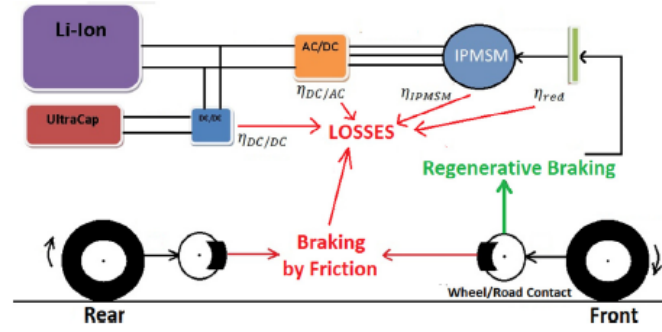 Li-Ion
AC/DC
IPMSM
η_DC/AC
η_IPMSM
η_red
UltraCap
DC/DC
η_DC/DC
LOSSES
Regenerative Braking
Braking
by Friction
Wheel/Road Contact
Rear
Front